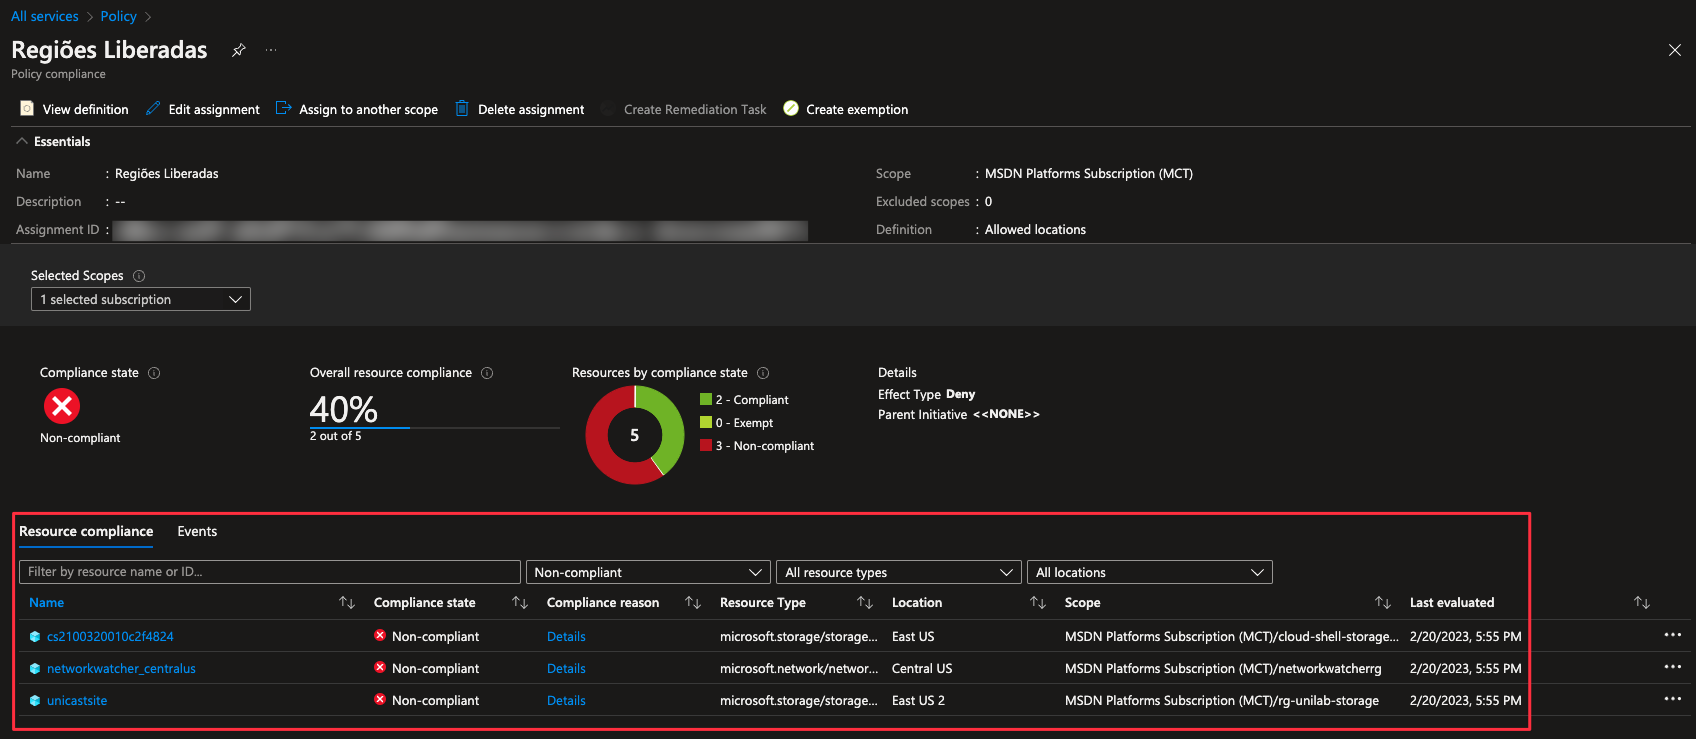 All services > Policy >
Regiões Liberadas ...
Policy compliance
View definition Edit assignment Assign to another scope Delete assignment Create Remediation Task Create exemption
Essentials
Name : Regiões Liberadas Scope : MSDN Platforms Subscription (MCT)
Description : -- Excluded scopes : 0
Assignment ID : Definition : Allowed locations
Selected Scopes
1 selected subscription
Compliance state Overall resource compliance Resources by compliance state Details
Effect Type Deny
40% 2 - Compliant
Parent Initiative <<NONE>>
0 - Exempt
Non-compliant 2 out of 5 5
3 - Non-compliant
Resource compliance Events
Filter by resource name or ID... Non-compliant All resource types All locations
Name Compliance state Compliance reason Resource Type Location Scope Last evaluated
cs2100320010c2f4824 Non-compliant Details microsoft.storage/storage... East US MSDN Platforms Subscription (MCT)/cloud-shell-storage... 2/20/2023, 5:55 PM ...
networkwatcher_centralus Non-compliant Details microsoft.network/networ... Central US MSDN Platforms Subscription (MCT)/networkwatcherrg 2/20/2023, 5:55 PM ...
unicastsite Non-compliant Details microsoft.storage/storage... East US 2 MSDN Platforms Subscription (MCT)/rg-unilab-storage 2/20/2023, 5:55 PM ...